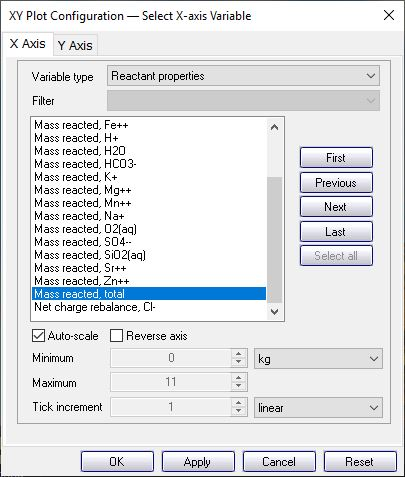 XY Plot Configuration — Select X-axis Variable
X Axis
Y Axis
Variable type
Reactant properties
Filter
Mass reacted, Fe++
Mass reacted, H+
Mass reacted, H2O
Mass reacted, HCO3-
Mass reacted, K+
Mass reacted, Mg++
Mass reacted, Mn++
Mass reacted, Na+
Mass reacted, O2(aq)
Mass reacted, SO4--
Mass reacted, SiO2(aq)
Mass reacted, Sr++
Mass reacted, Zn++
Mass reacted, total
Net charge rebalance, Cl-
First
Previous
Next
Last
Select all
Auto-scale
Reverse axis
Minimum
0
kg
Maximum
11
Tick increment
1
linear
OK
Apply
Cancel
Reset